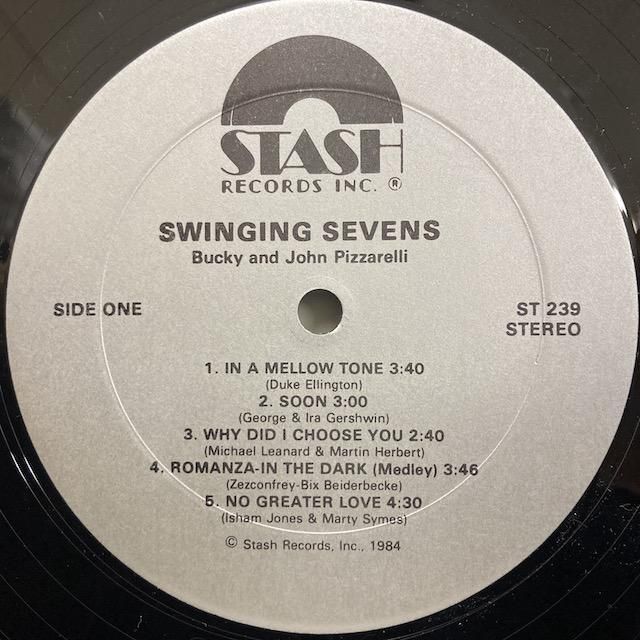 STASH
RECORDS INC. ®
SWINGING SEVENS
Bucky and John Pizzarelli
SIDE ONE
ST 239
STEREO
1. IN A MELLOW TONE 3:40
(Duke Ellington)
2. SOON 3:00
(George & Ira Gershwin)
3. WHY DID I CHOOSE YOU 2:40
(Michael Leanard & Martin Herbert)
4. ROMANZA-IN THE DARK (Medley) 3:46
(Zezconfrey-Bix Beiderbecke)
5. NO GREATER LOVE 4:30
(Isham Jones & Marty Symes)
© Stash Records, Inc., 1984